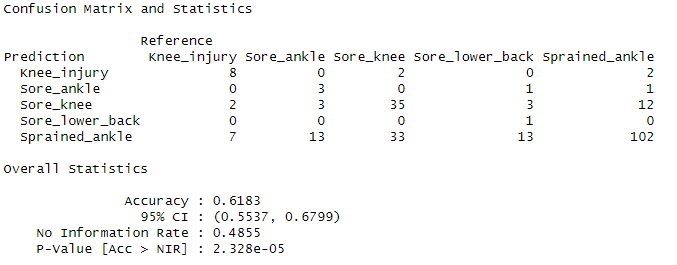 Confusion Matrix and Statistics
Reference
Prediction Knee_injury Sore_ankle Sore_knee Sore_lower_back Sprained_ankle
Knee_injury 8 0 2 0 2
Sore_ankle 0 3 0 1 1
Sore_knee 2 3 35 3 12
Sore_lower_back 0 0 0 1 0
Sprained_ankle 7 13 33 13 102
Overall Statistics
Accuracy : 0.6183
95% CI : (0.5537, 0.6799)
No Information Rate : 0.4855
P-Value [Acc > NIR] : 2.328e-05